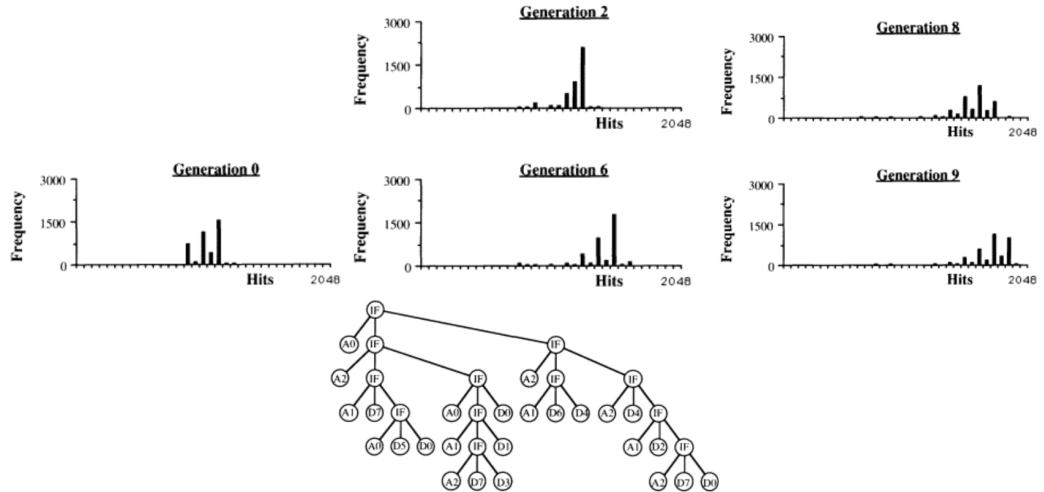 Generation 2
3000
1500
0
Frequency
Hits
2048
Generation 8
3000
1500
0
Frequency
Hits
2048
Generation 0
3000
1500
0
Frequency
Hits
2048
Generation 6
3000
1500
0
Frequency
Hits
2048
Generation 9
3000
1500
0
Frequency
Hits
2048
IF
A0 IF IF
A2 IF IF A2 IF IF
A1 D7 IF A0 IF D0 A1 D6 D4 A2 D4 IF
A0 D5 D0 A1 IF D1 A1 D2 IF
A2 D7 D3 A2 D7 D0